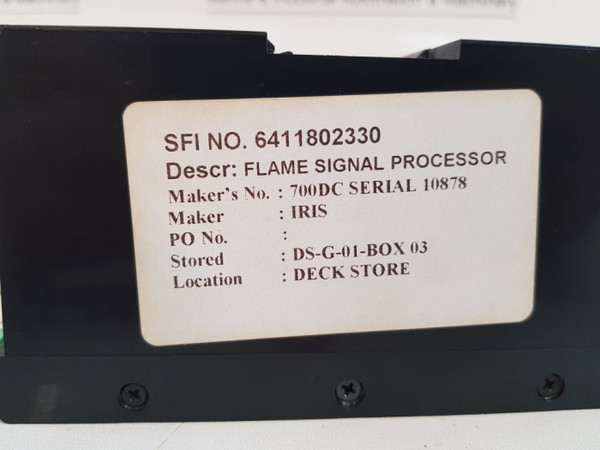 SFI NO. 6411802330
Descr: FLAME SIGNAL PROCESSOR
Maker's No. : 700DC SERIAL 10878
Maker : IRIS
PO No. :
Stored : DS-G-01-BOX 03
Location : DECK STORE